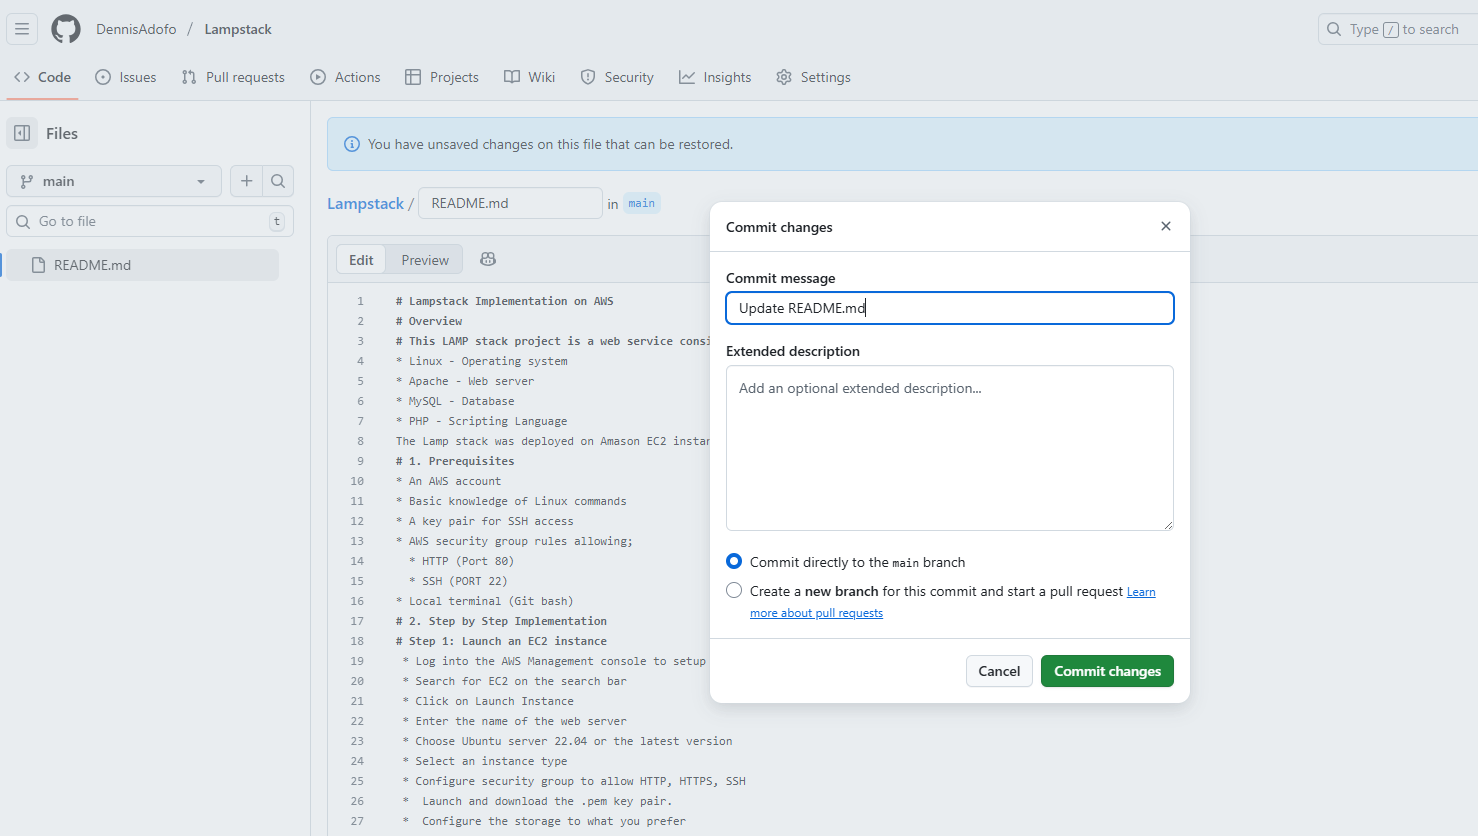 DennisAdofo / Lampstack
Type / to search
Code
Issues
Pull requests
Actions
Projects
Wiki
Security
Insights
Settings
Files
main
Go to file
t
README.md
You have unsaved changes on this file that can be restored.
Lampstack / README.md in main
Edit
Preview
1 # Lampstack Implementation on AWS
2 # Overview
3 # This LAMP stack project is a web service consi
4 * Linux - Operating system
5 * Apache - Web server
6 * MySQL - Database
7 * PHP - Scripting Language
8 The Lamp stack was deployed on Amason EC2 instan
9 # 1. Prerequisites
10 * An AWS account
11 * Basic knowledge of Linux commands
12 * A key pair for SSH access
13 * AWS security group rules allowing;
14 * HTTP (Port 80)
15 * SSH (PORT 22)
16 * Local terminal (Git bash)
17 # 2. Step by Step Implementation
18 # Step 1: Launch an EC2 instance
19 * Log into the AWS Management console to setup
20 * Search for EC2 on the search bar
21 * Click on Launch Instance
22 * Enter the name of the web server
23 * Choose Ubuntu server 22.04 or the latest version
24 * Select an instance type
25 * Configure security group to allow HTTP, HTTPS, SSH
26 * Launch and download the .pem key pair.
27 * Configure the storage to what you prefer
Commit changes
Commit message
Update README.md
Extended description
Add an optional extended description...
Commit directly to the main branch
Create a new branch for this commit and start a pull request Learn
more about pull requests
Cancel
Commit changes